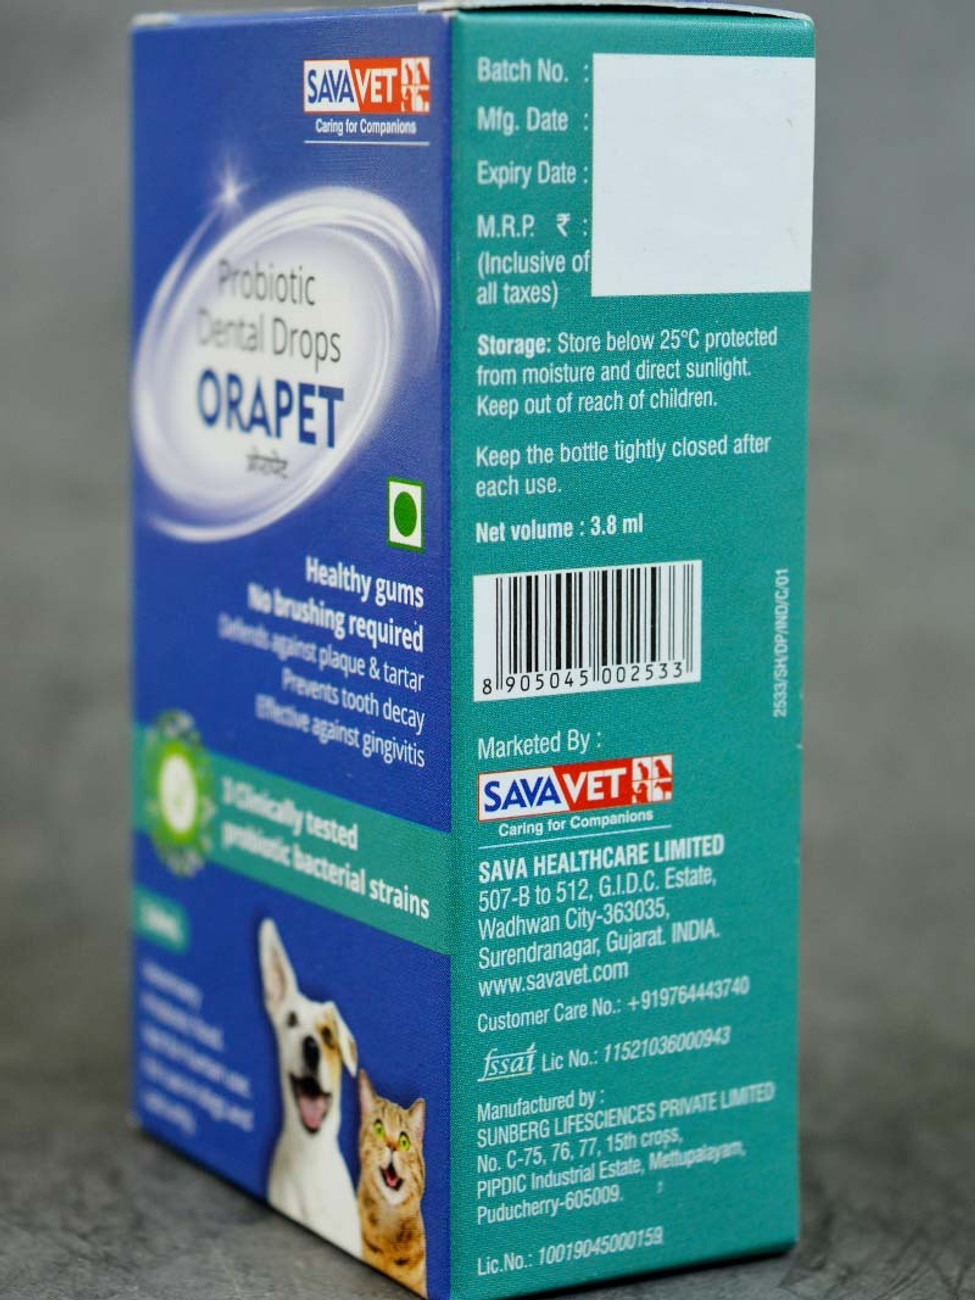 SAVAVET
Caring for Companions
Probiotic
Dental Drops
ORAPET
ओरापेट
Healthy gums
No brushing required
Defends against plaque & tartar
Prevents tooth decay
Effective against gingivitis
3 Clinically tested
probiotic bacterial strains
Batch No. :
Mfg. Date :
Expiry Date :
M.R.P. ₹ :
(Inclusive of
all taxes)
Storage: Store below 25°C protected
from moisture and direct sunlight.
Keep out of reach of children.
Keep the bottle tightly closed after
each use.
Net volume : 3.8 ml
8 905045 002533
2533/SH/OP/IND/C/01
Marketed By :
SAVAVET
Caring for Companions
SAVA HEALTHCARE LIMITED
507-B to 512, G.I.D.C. Estate,
Wadhwan City-363035,
Surendranagar, Gujarat. INDIA.
www.savavet.com
Customer Care No.: +919764443740
fssai Lic No.: 11521036000943
Manufactured by :
SUNBERG LIFESCIENCES PRIVATE LIMITED
No. C-75, 76, 77, 15th cross,
PIPDIC Industrial Estate, Mettupalayam,
Puducherry-605009.
Lic.No.: 10019045000159